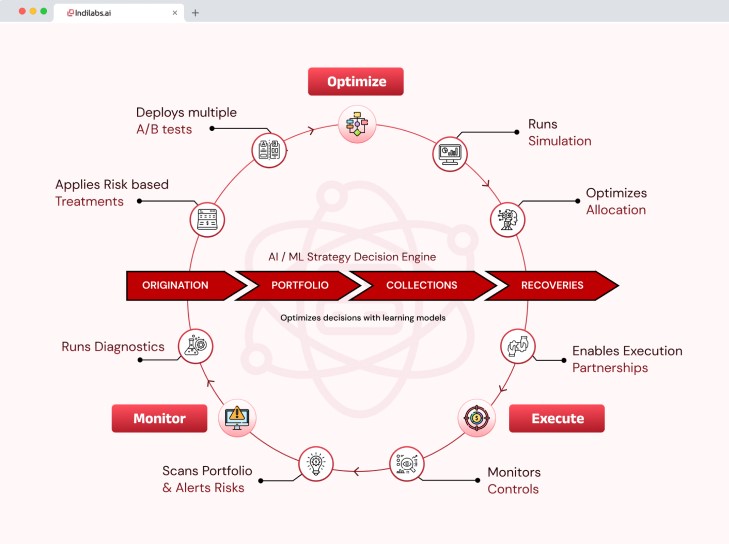 Indilabs.ai
Optimize
Deploys multiple
A/B tests
Runs
Simulation
Applies Risk based
Treatments
Optimizes
Allocation
AI / ML Strategy Decision Engine
ORIGINATION
PORTFOLIO
COLLECTIONS
RECOVERIES
Optimizes decisions with learning models
Runs Diagnostics
Enables Execution
Partnerships
Monitor
Execute
Scans Portfolio
& Alerts Risks
Monitors
Controls